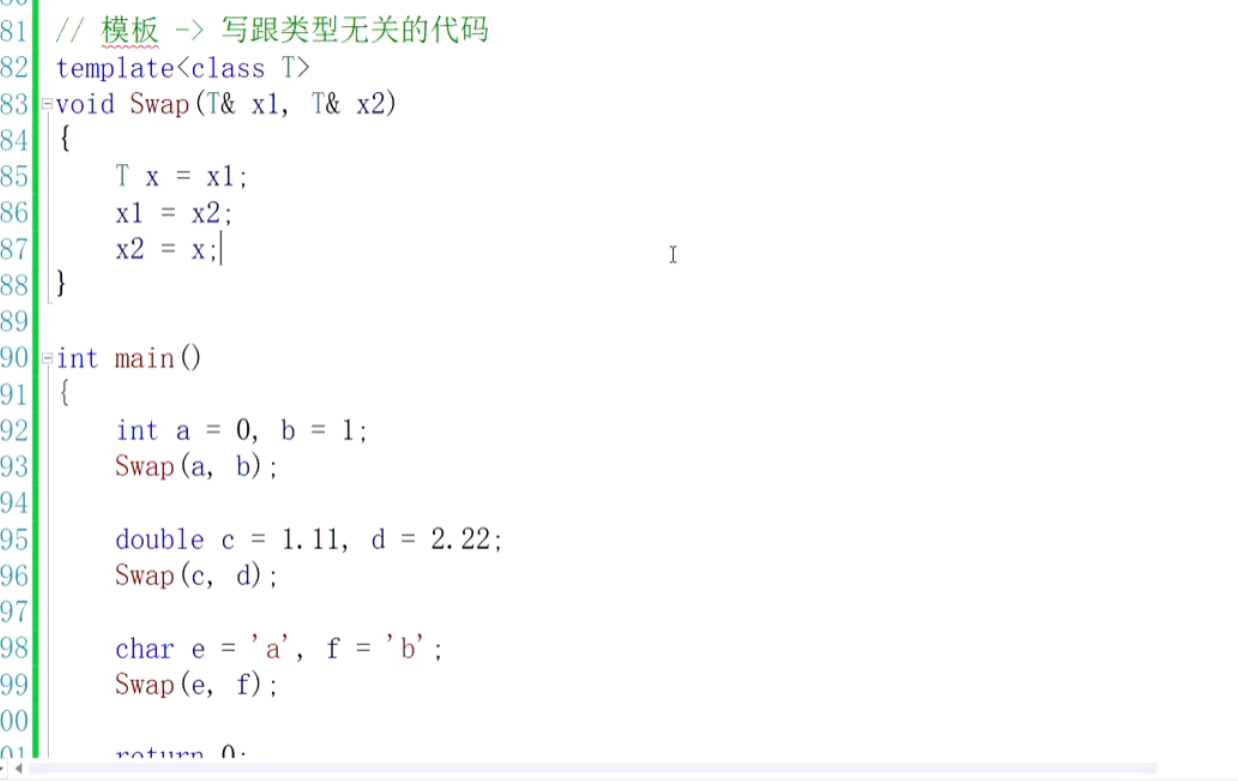 81 // 模板 -> 写跟类型无关的代码
82 template<class T>
83 void Swap(T& x1, T& x2)
84 {
85     T x = x1;
86     x1 = x2;
87     x2 = x;
88 }
89
90 int main()
91 {
92     int a = 0, b = 1;
93     Swap(a, b);
94
95     double c = 1.11, d = 2.22;
96     Swap(c, d);
97
98     char e = 'a', f = 'b';
99     Swap(e, f);
00
01     return 0;